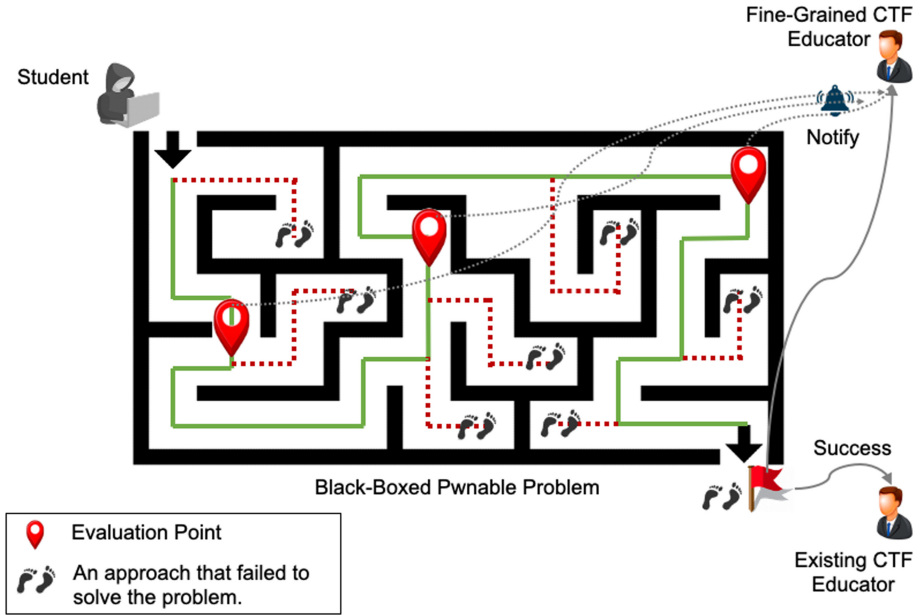 Fine-Grained CTF
Educator
Student
Notify
Success
Black-Boxed Pwnable Problem
Evaluation Point
An approach that failed to
solve the problem.
Existing CTF
Educator